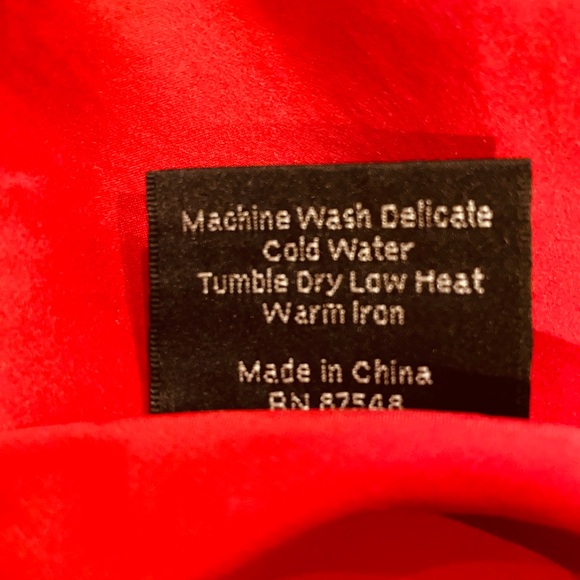 Machine Wash Delicate
Cold Water
Tumble Dry Low Heat
Warm Iron
Made in China
RN 87548